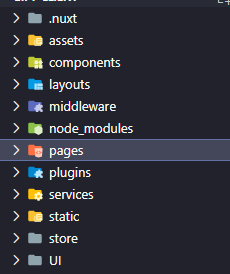 .nuxt
assets
components
layouts
middleware
node_modules
pages
plugins
services
static
store
UI